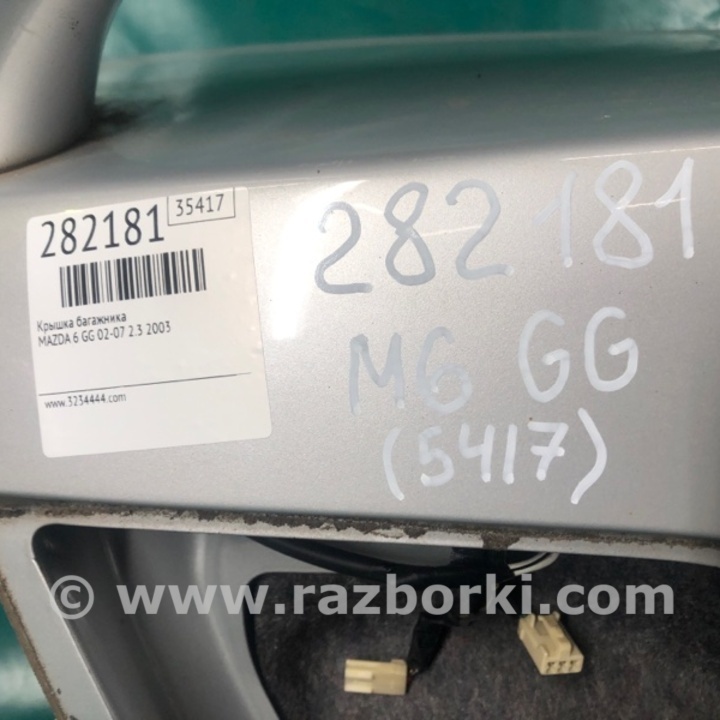 282181
35417
Крышка багажника
MAZDA 6 GG 02-07 2.3 2003
www.3234444.com
282181
M6 GG
(5417)
© www.razborki.com